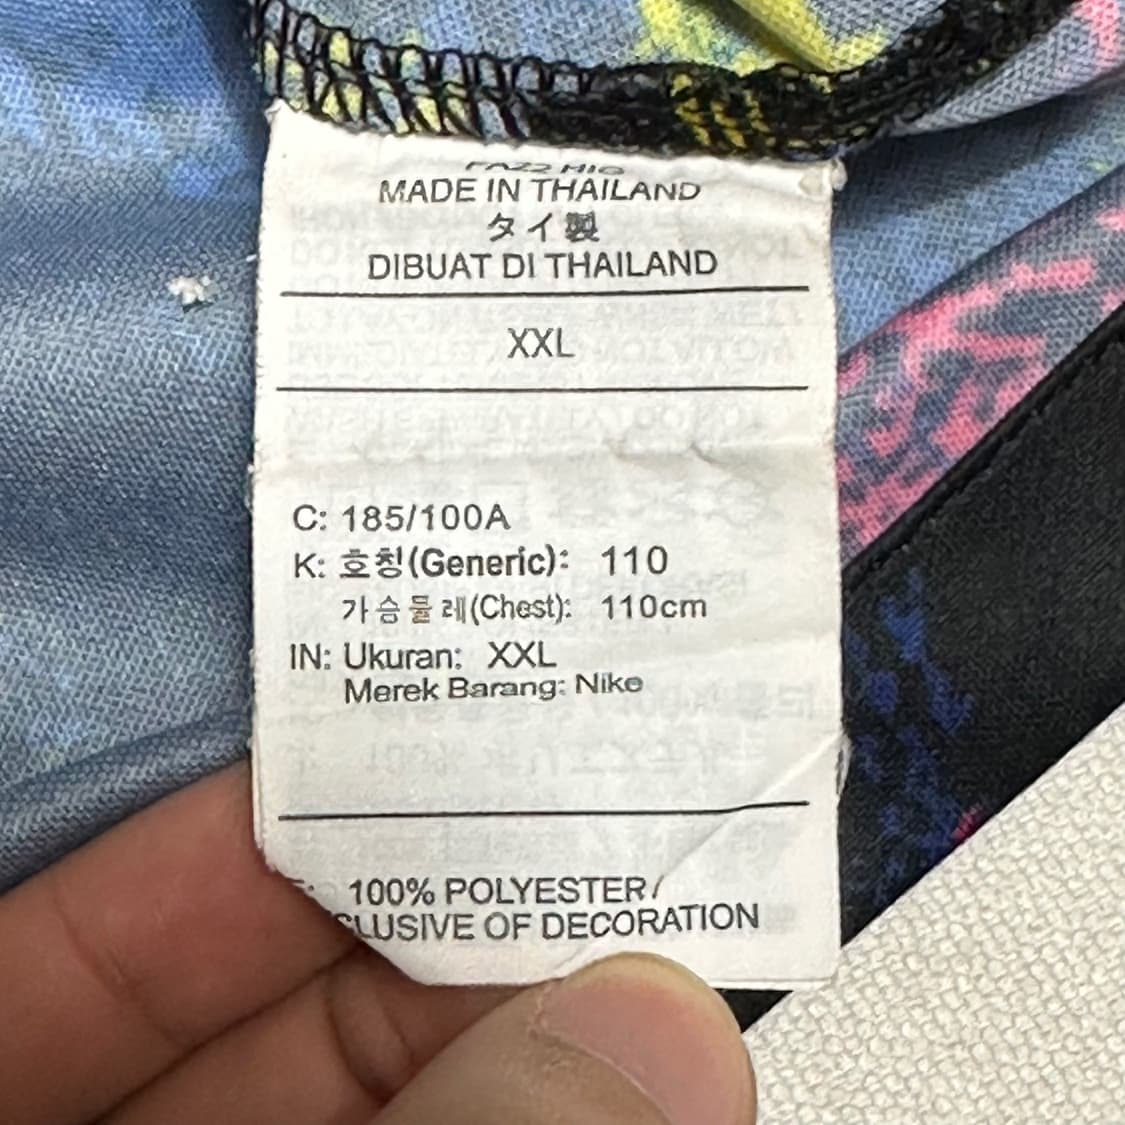 MADE IN THAILAND
タイ製
DIBUAT DI THAILAND
XXL
C: 185/100A
K: 호칭(Generic): 110
가슴둘레(Chest): 110cm
IN: Ukuran: XXL
Merek Barang: Nike
100% POLYESTER/
CLUSIVE OF DECORATION